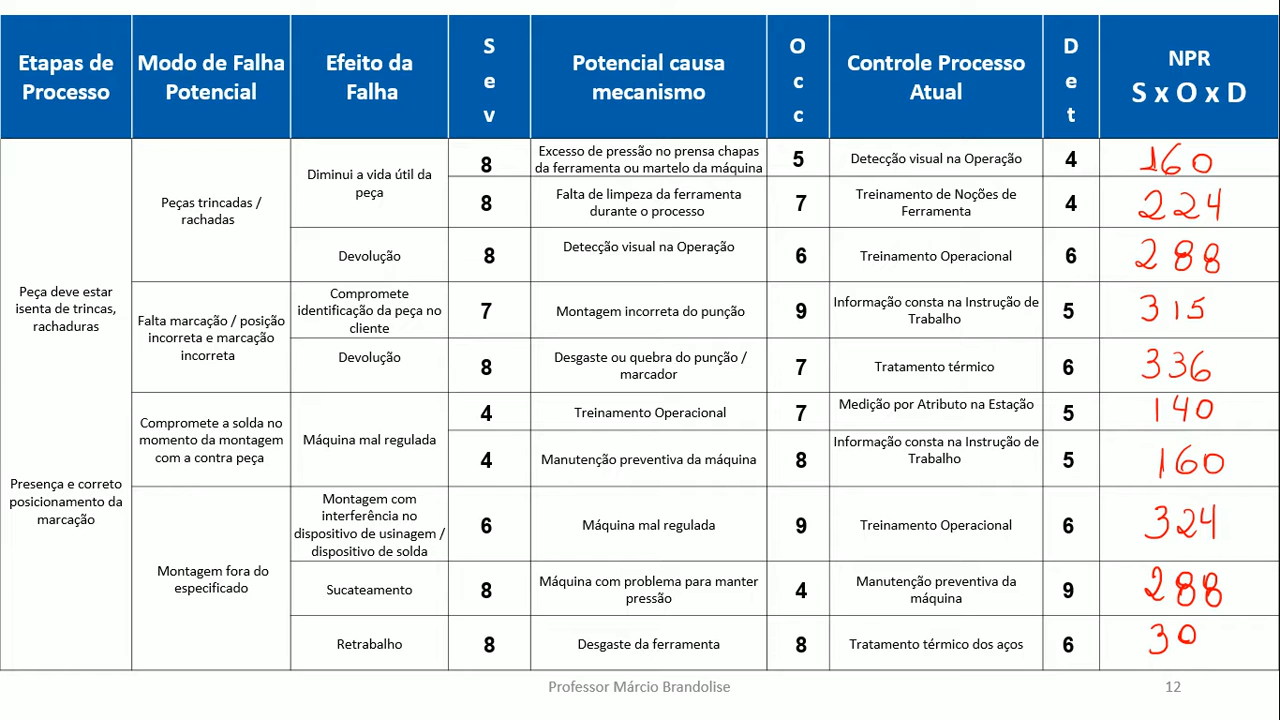 Etapas de
Processo
Modo de Falha
Potencial
Efeito da
Falha
S
e
v
Potencial causa
mecanismo
O
c
c
Controle Processo
Atual
D
e
t
NPR
S x O x D
Peça deve estar
isenta de trincas,
rachaduras
Peças trincadas /
rachadas
Diminui a vida útil da
peça
8
Excesso de pressão no prensa chapas
da ferramenta ou martelo da máquina
5
Detecção visual na Operação
4
160
8
Falta de limpeza da ferramenta
durante o processo
7
Treinamento de Noções de
Ferramenta
4
224
Devolução
8
Detecção visual na Operação
6
Treinamento Operacional
6
288
Falta marcação / posição
incorreta e marcação
incorreta
Compromete
identificação da peça no
cliente
7
Montagem incorreta do punção
9
Informação consta na Instrução de
Trabalho
5
315
Devolução
8
Desgaste ou quebra do punção /
marcador
7
Tratamento térmico
6
336
Presença e correto
posicionamento da
marcação
Compromete a solda no
momento da montagem
com a contra peça
Máquina mal regulada
4
Treinamento Operacional
7
Medição por Atributo na Estação
5
140
4
Manutenção preventiva da máquina
8
Informação consta na Instrução de
Trabalho
5
160
Montagem fora do
especificado
Montagem com
interferência no
dispositivo de usinagem /
dispositivo de solda
6
Máquina mal regulada
9
Treinamento Operacional
6
324
Sucateamento
8
Máquina com problema para manter
pressão
4
Manutenção preventiva da
máquina
9
288
Retrabalho
8
Desgaste da ferramenta
8
Tratamento térmico dos aços
6
30
Professor Márcio Brandolise
12